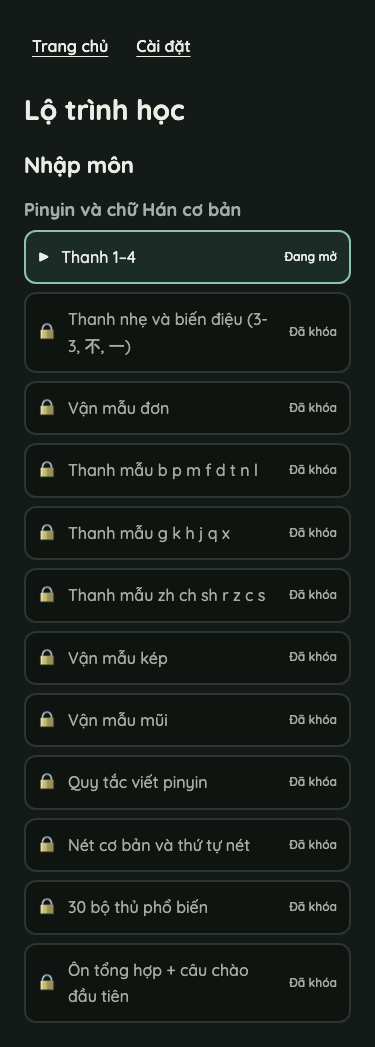 Trang chủ Cài đặt
Lộ trình học
Nhập môn
Pinyin và chữ Hán cơ bản
Thanh 1–4 Đang mở
Thanh nhẹ và biến điệu (3-
3, 不, 一) Đã khóa
Vận mẫu đơn Đã khóa
Thanh mẫu b p m f d t n l Đã khóa
Thanh mẫu g k h j q x Đã khóa
Thanh mẫu zh ch sh r z c s Đã khóa
Vận mẫu kép Đã khóa
Vận mẫu mũi Đã khóa
Quy tắc viết pinyin Đã khóa
Nét cơ bản và thứ tự nét Đã khóa
30 bộ thủ phổ biến Đã khóa
Ôn tổng hợp + câu chào
đầu tiên Đã khóa